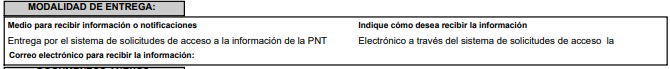 MODALIDAD DE ENTREGA:
Medio para recibir información o notificaciones Indique cómo desea recibir la información
Entrega por el sistema de solicitudes de acceso a la información de la PNT Electrónico a través del sistema de solicitudes de acceso la
Correo electrónico para recibir la información: